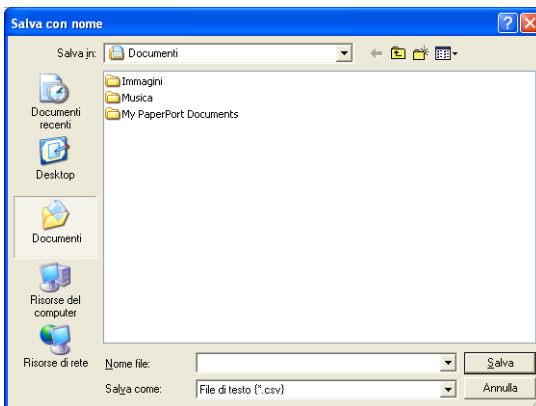 Salva con nome
Salva in: Documenti
Immagini
Musica
My PaperPort Documents
Documenti
recenti
Desktop
Documenti
Risorse del
computer
Risorse di rete
Nome file:
Salva
Salva come: File di testo {*.csv}
Annulla